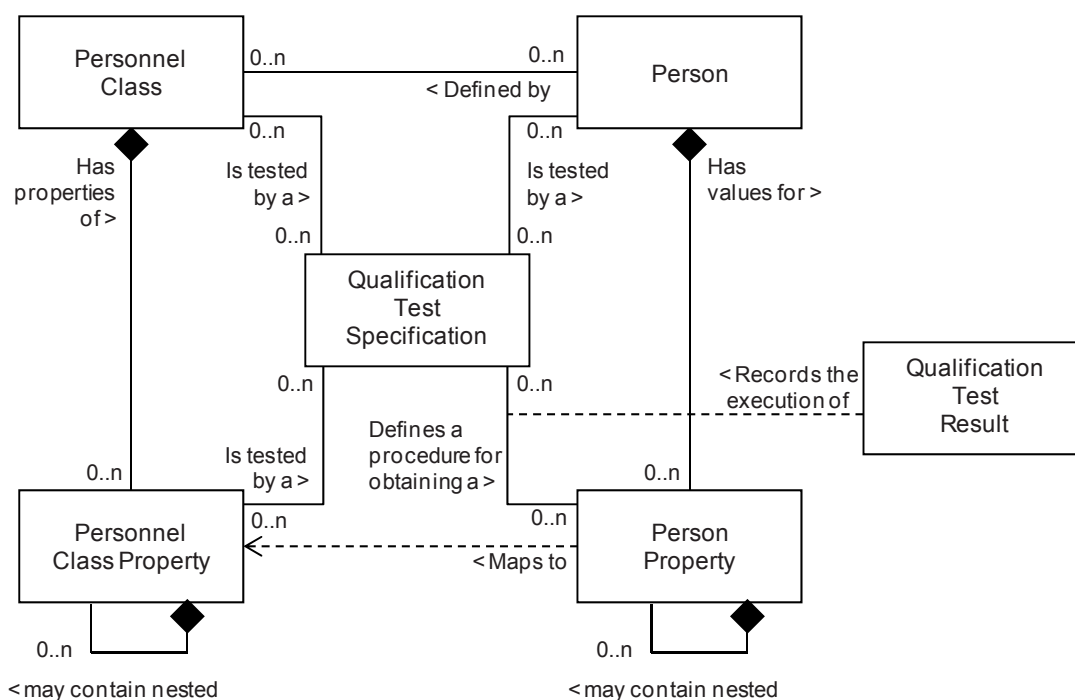 Personnel
Class
0..n
0..n
< Defined by
Person
0..n
0..n
Has
properties
of >
Is tested
by a >
Is tested
by a >
Has
values for >
0..n
0..n
Qualification
Test
Specification
0..n
0..n
< Records the
execution of
Qualification
Test
Result
Defines a
procedure for
obtaining a >
Is tested
by a >
0..n
0..n
Personnel
Class Property
0..n
0..n
Person
Property
< Maps to
0..n
0..n
< may contain nested
< may contain nested